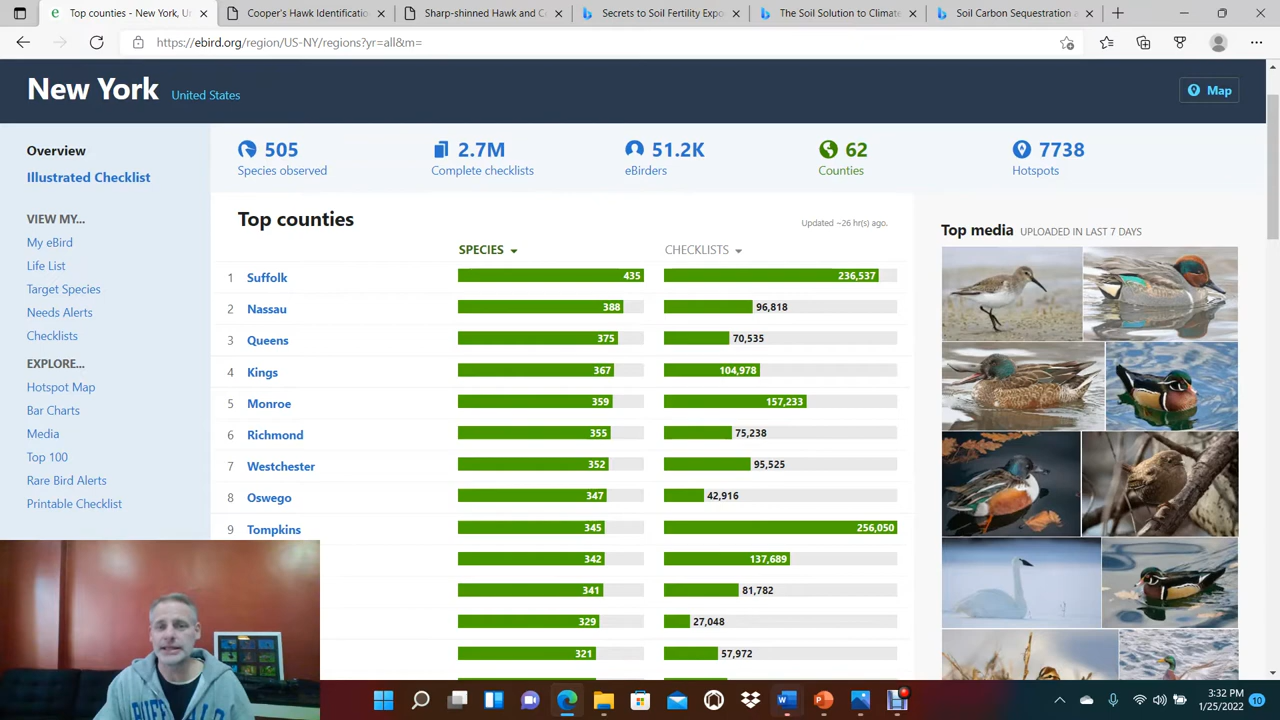 Top counties - New York, U
Cooper's Hawk Identification
Sharp-shinned Hawk and C
Secrets to Soil Fertility Expo
The Soil Solution to Climate
Soil Carbon Sequestration a
https://ebird.org/region/US-NY/regions?yr=all&m=
New York United States
Map
Overview
Illustrated Checklist
VIEW MY...
My eBird
Life List
Target Species
Needs Alerts
Checklists
EXPLORE...
Hotspot Map
Bar Charts
Media
Top 100
Rare Bird Alerts
Printable Checklist
505 2.7M 51.2K 62 7738
Species observed Complete checklists eBirders Counties Hotspots
Top counties
Updated ~26 hr(s) ago.
SPECIES CHECKLISTS
1 Suffolk 435 236,537
2 Nassau 388 96,818
3 Queens 375 70,535
4 Kings 367 104,978
5 Monroe 359 157,233
6 Richmond 355 75,238
7 Westchester 352 95,525
8 Oswego 347 42,916
9 Tompkins 345 256,050
342 137,689
341 81,782
329 27,048
321 57,972
Top media UPLOADED IN LAST 7 DAYS
BUFFALO
3:32 PM
1/25/2022
10